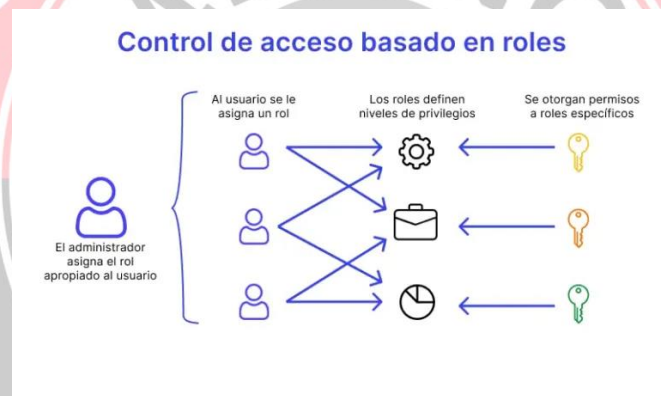 Control de acceso basado en roles
Al usuario se le
asigna un rol
Los roles definen
niveles de privilegios
Se otorgan permisos
a roles específicos
El administrador
asigna el rol
apropiado al usuario